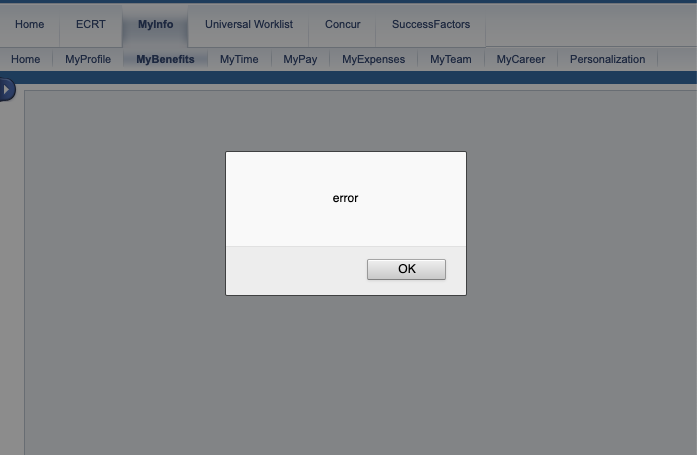 Home ECRT MyInfo Universal Worklist Concur SuccessFactors
Home MyProfile MyBenefits MyTime MyPay MyExpenses MyTeam MyCareer Personalization
error
OK